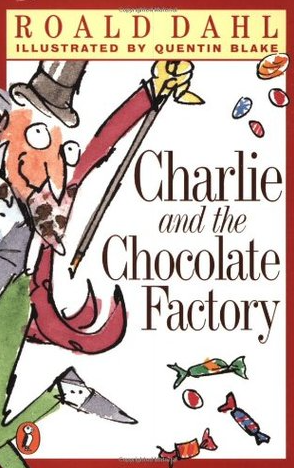 ROALD DAHL
ILLUSTRATED BY QUENTIN BLAKE
Charlie
and the
Chocolate
Factory